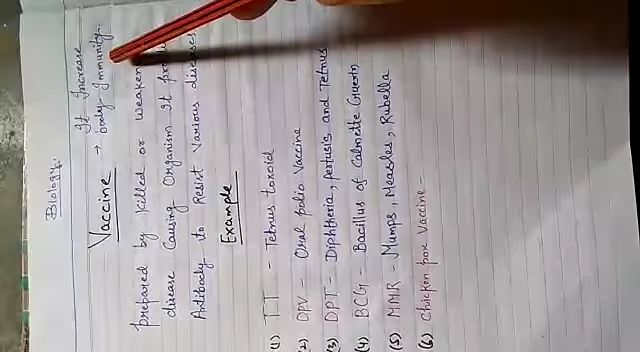 Biology.
Vaccine → It Increase
body Immunity.
prepared by Killed or weaken
disease Causing Organism It
Antibody to Resist Various diseases
Example
(1) TT - Tetnus toxoid
(2) OPV - Oral polio Vaccine
(3) DPT - Diphtheria, pertusis and Tetnus
(4) BCG - Bacillus of Calmette Guerin
(5) MMR - Mumps, Measles, Rubella
(6) Chicken pox Vaccine -